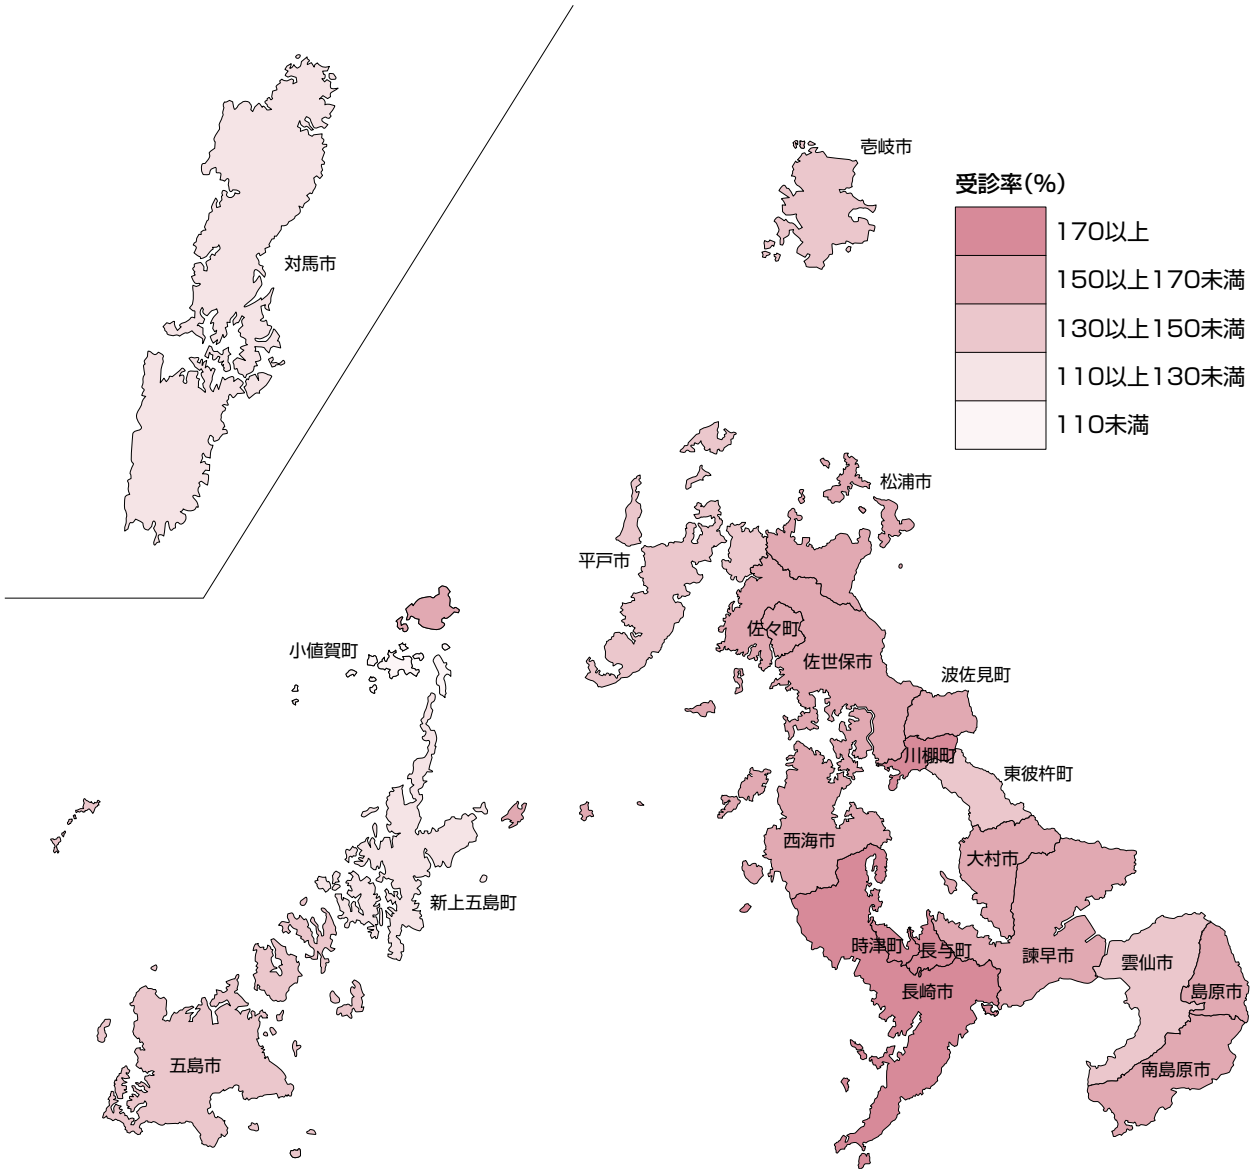 壱岐市
受診率(%)
170以上
150以上170未満
130以上150未満
110以上130未満
110未満
対馬市
松浦市
平戸市
佐々町
小値賀町
佐世保市
波佐見町
川棚町
東彼杵町
西海市
大村市
新上五島町
時津町
長与町
諫早市
雲仙市
長崎市
島原市
五島市
南島原市